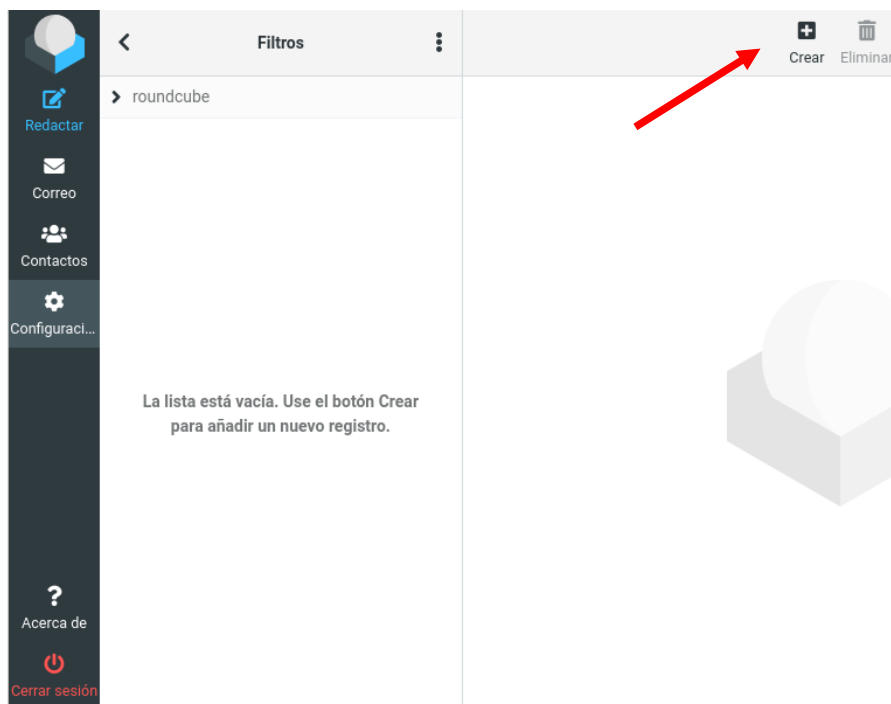 Filtros
Crear
Eliminar
roundcube
Redactar
Correo
Contactos
Configuraci...
La lista está vacía. Use el botón Crear
para añadir un nuevo registro.
Acerca de
Cerrar sesión